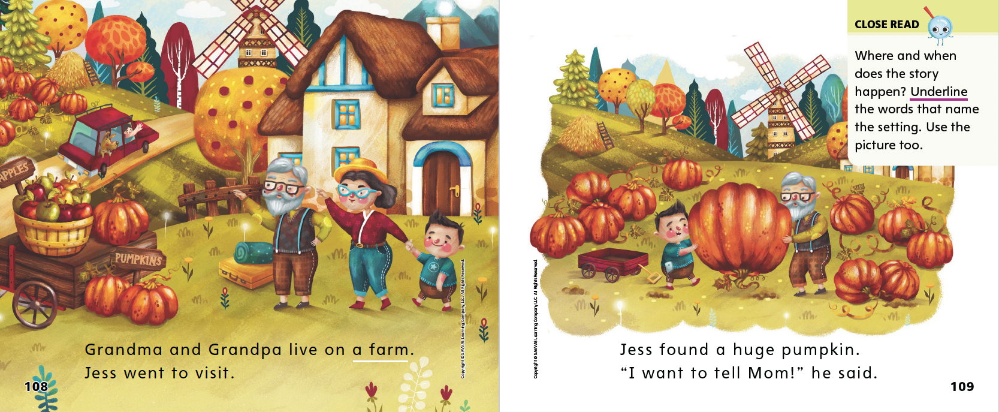 APPLES
PUMPKINS
Grandma and Grandpa live on a farm.
Jess went to visit.
108
Copyright © SAVVAS Learning Company LLC. All Rights Reserved.
CLOSE READ
Where and when
does the story
happen? Underline
the words that name
the setting. Use the
picture too.
Copyright © SAVVAS Learning Company LLC. All Rights Reserved.
Jess found a huge pumpkin.
“I want to tell Mom!” he said.
109